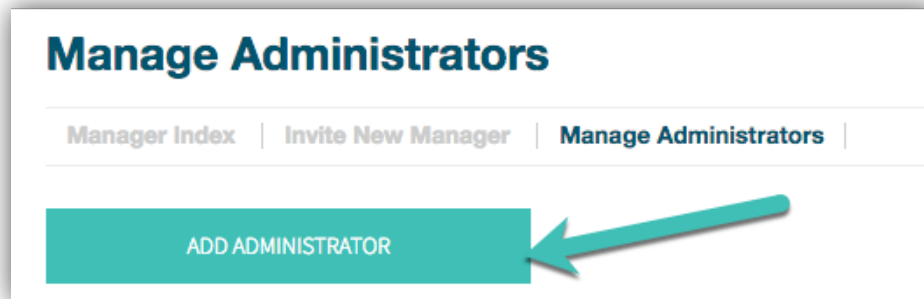 Manage Administrators
Manager Index | Invite New Manager | Manage Administrators |
ADD ADMINISTRATOR